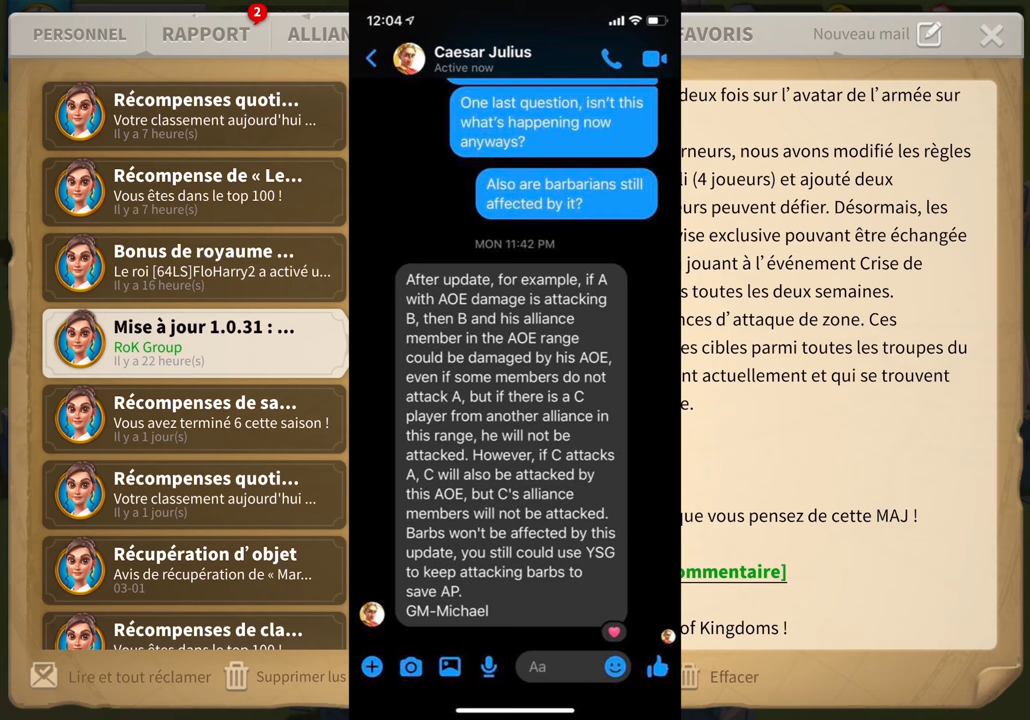 PERSONNEL
RAPPORT
2
ALLIAN
FAVORIS
Nouveau mail
Récompenses quoti...
Votre classement aujourd'hui ...
Il y a 7 heure(s)
Récompense de « Le...
Vous êtes dans le top 100 !
Il y a 7 heure(s)
Bonus de royaume ...
Le roi [64LS]FloHarry2 a activé u...
Il y a 16 heure(s)
Mise à jour 1.0.31 : ...
RoK Group
Il y a 22 heure(s)
Récompenses de sa...
Vous avez terminé 6 cette saison !
Il y a 1 jour(s)
Récompenses quoti...
Votre classement aujourd'hui ...
Il y a 1 jour(s)
Récupération d'objet
Avis de récupération de « Mar...
03-01
Récompenses de cla...
Vous êtes dans le top 100 !
Lire et tout réclamer
Supprimer lus
12:04
Caesar Julius
Active now
One last question, isn't this
what's happening now
anyways?
Also are barbarians still
affected by it?
MON 11:42 PM
After update, for example, if A
with AOE damage is attacking
B, then B and his alliance
member in the AOE range
could be damaged by his AOE,
even if some members do not
attack A, but if there is a C
player from another alliance in
this range, he will not be
attacked. However, if C attacks
A, C will also be attacked by
this AOE, but C's alliance
members will not be attacked.
Barbs won't be affected by this
update, you still could use YSG
to keep attacking barbs to
save AP.
GM-Michael
Aa
deux fois sur l'avatar de l'armée sur
rneurs, nous avons modifié les règles
li (4 joueurs) et ajouté deux
eurs peuvent défier. Désormais, les
vise exclusive pouvant être échangée
jouant à l'événement Crise de
s toutes les deux semaines.
nces d'attaque de zone. Ces
es cibles parmi toutes les troupes du
nt actuellement et qui se trouvent
e.
que vous pensez de cette MAJ !
ommentaire]
of Kingdoms !
Effacer